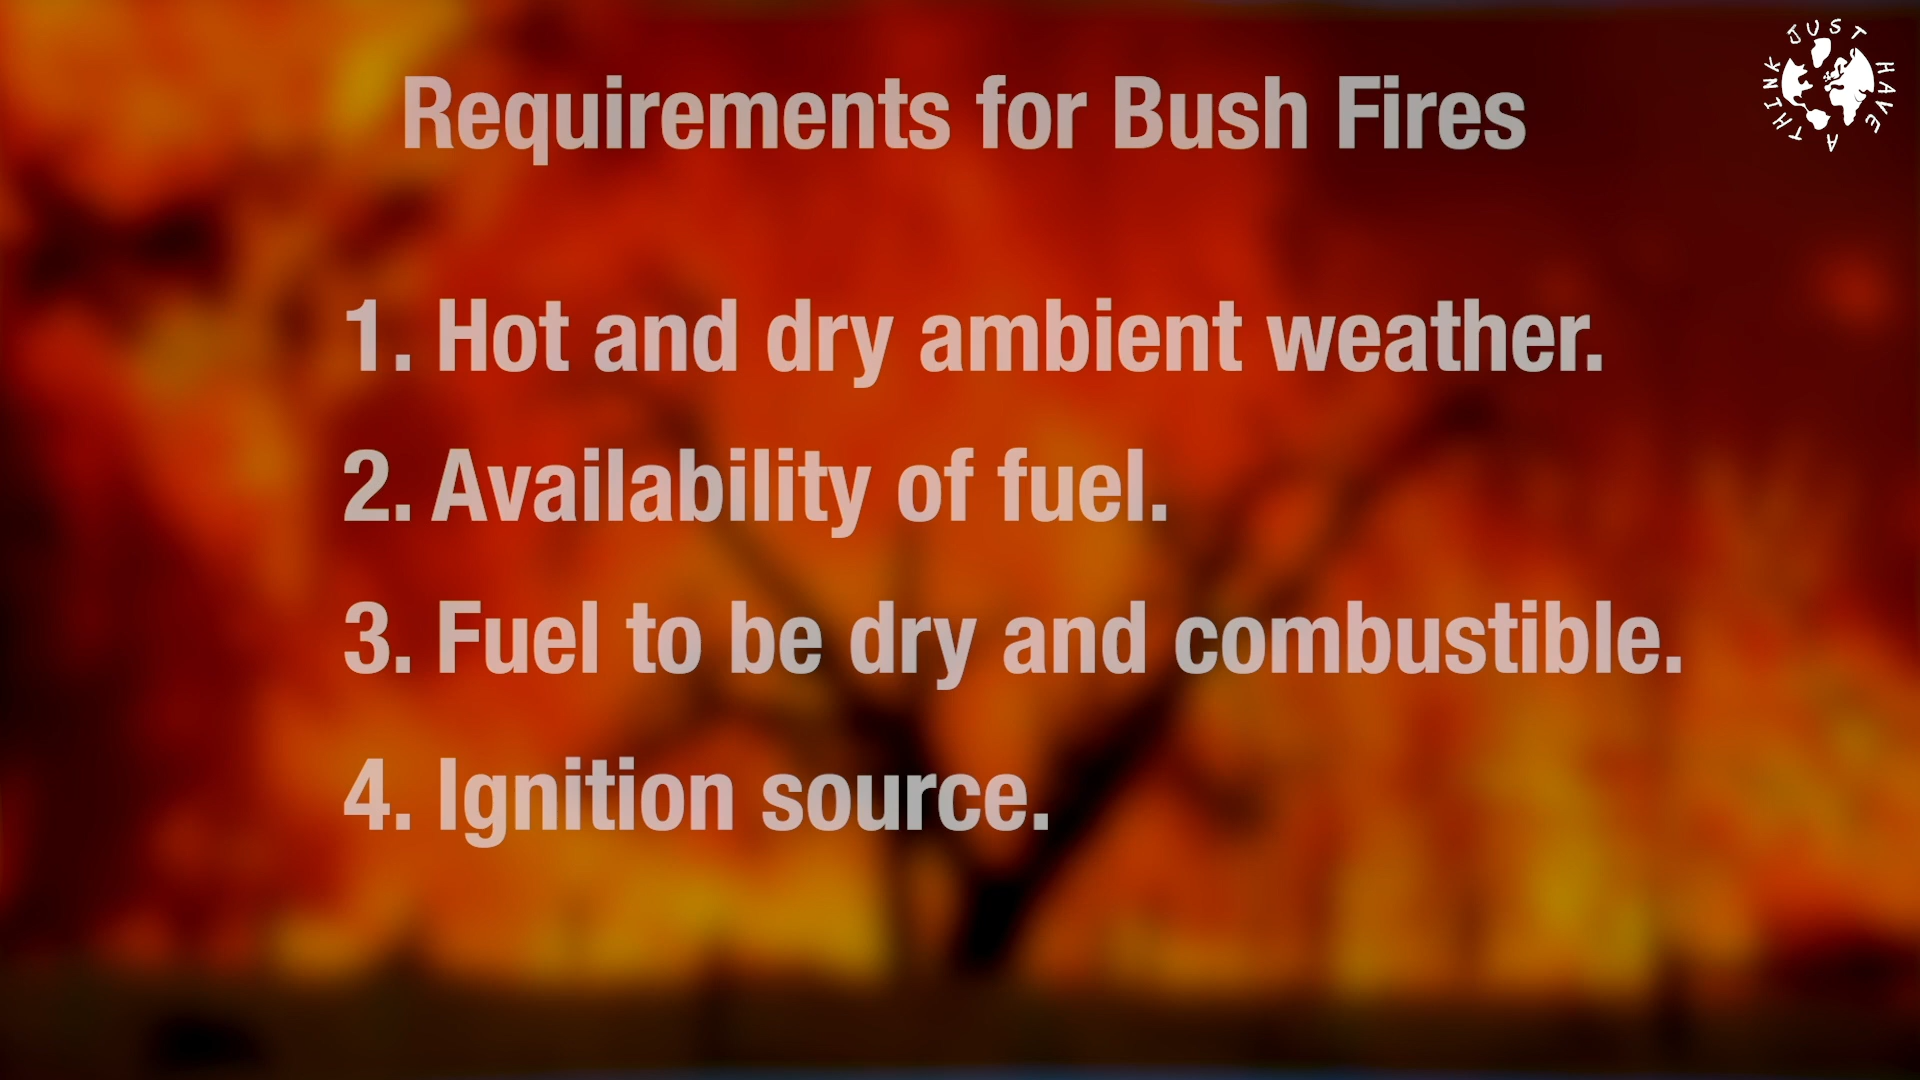 Requirements for Bush Fires
JUST HAVE A THINK
1. Hot and dry ambient weather.
2. Availability of fuel.
3. Fuel to be dry and combustible.
4. Ignition source.